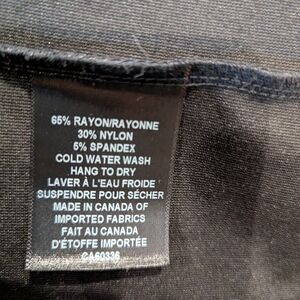 65% RAYON/RAYONNE
30% NYLON
5% SPANDEX
COLD WATER WASH
HANG TO DRY
LAVER À L'EAU FROIDE
SUSPENDRE POUR SÉCHER
MADE IN CANADA OF
IMPORTED FABRICS
FAIT AU CANADA
D'ÉTOFFE IMPORTÉE
CA60336